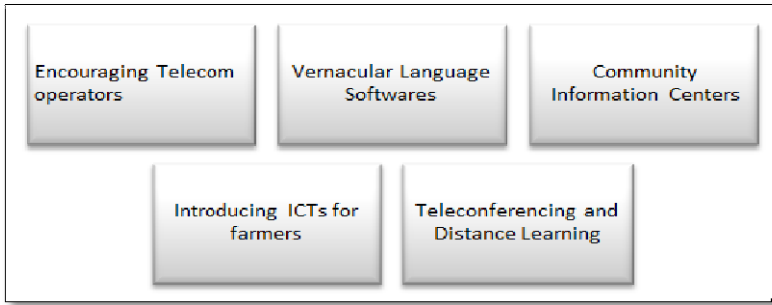 Encouraging Telecom
operators
Vernacular Language
Softwares
Community
Information Centers
Introducing ICTs for
farmers
Teleconferencing and
Distance Learning